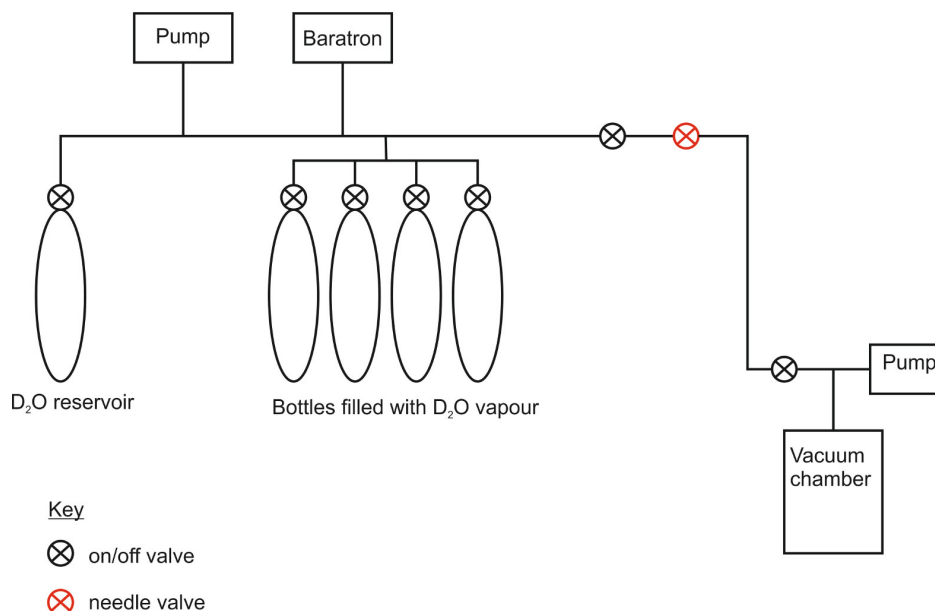 Pump
Baratron
D₂O reservoir
Bottles filled with D₂O vapour
Pump
Vacuum
chamber
Key
on/off valve
needle valve